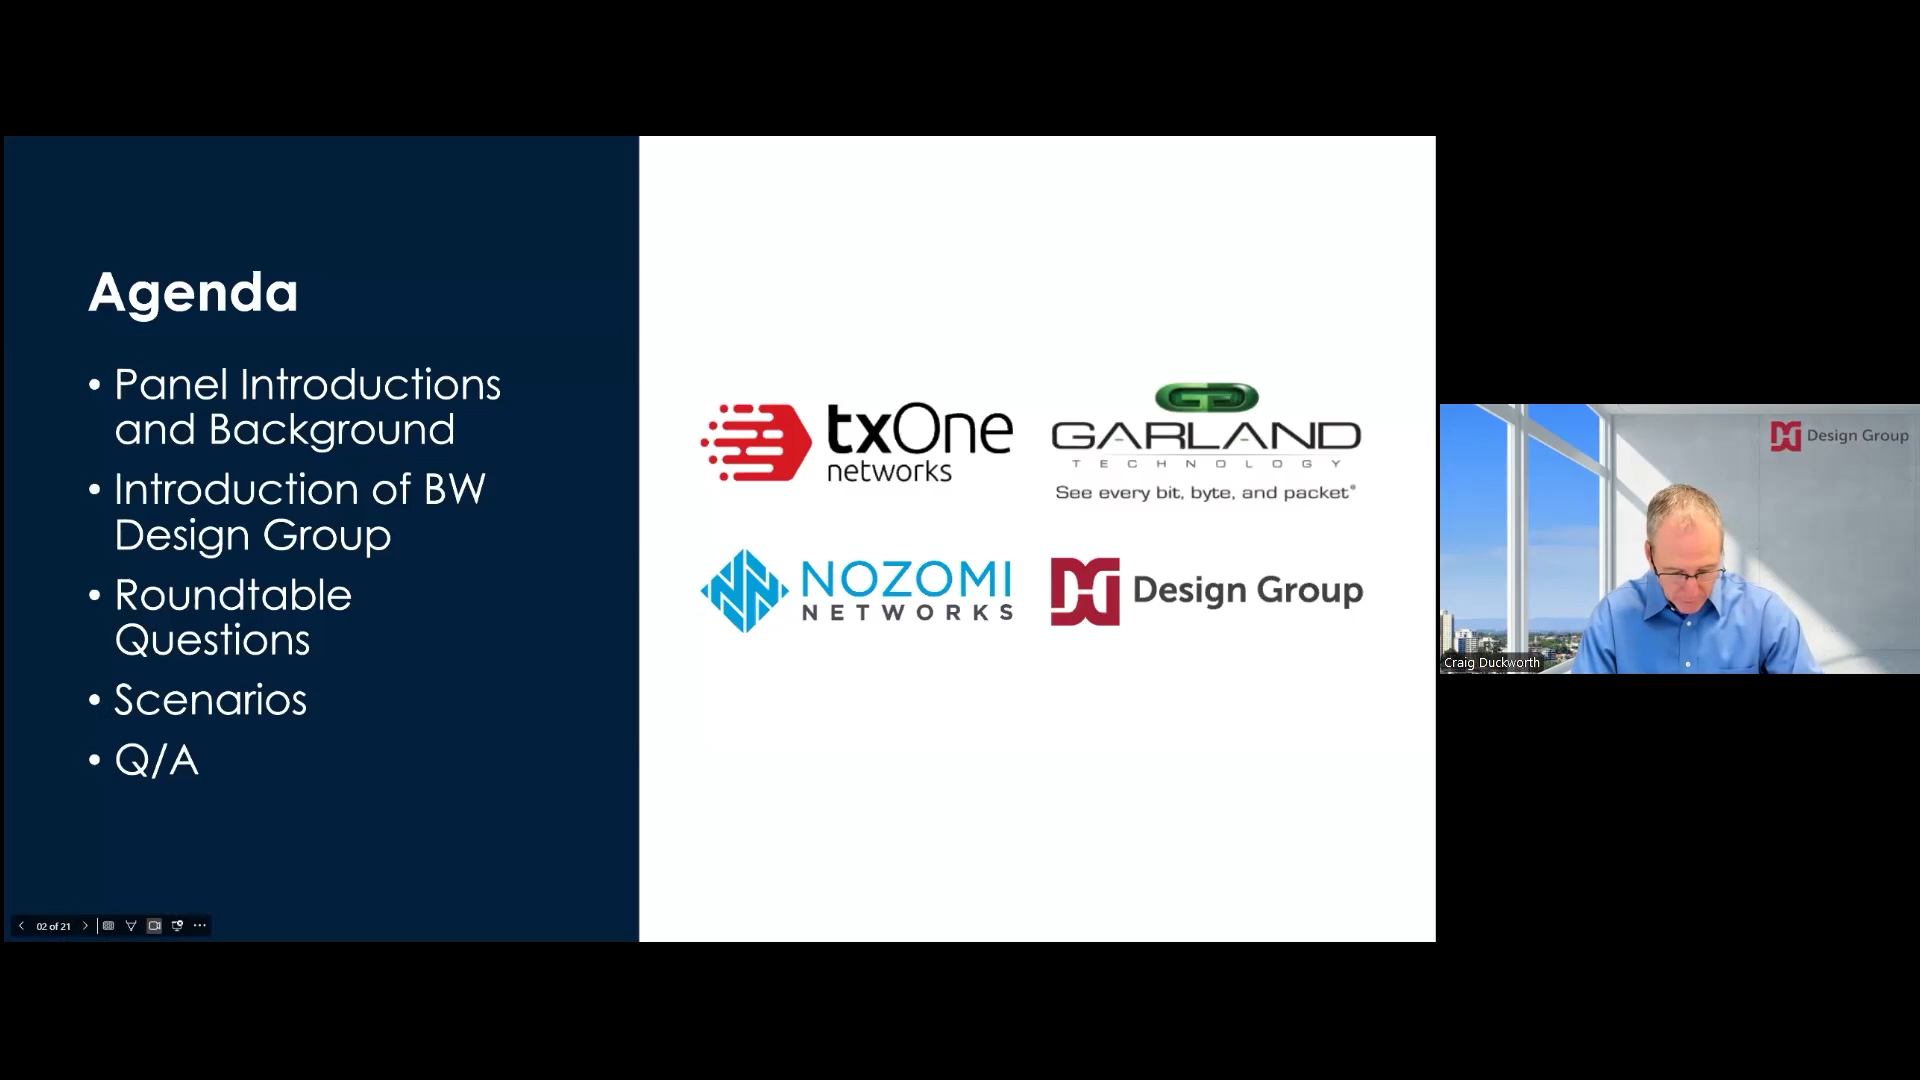 Agenda
• Panel Introductions
and Background
• Introduction of BW
Design Group
• Roundtable
Questions
• Scenarios
• Q/A
txOne
networks
GARLAND
TECHNOLOGY
See every bit, byte, and packet®
NOZOMI
NETWORKS
Design Group
02 of 21
Design Group
Craig Duckworth